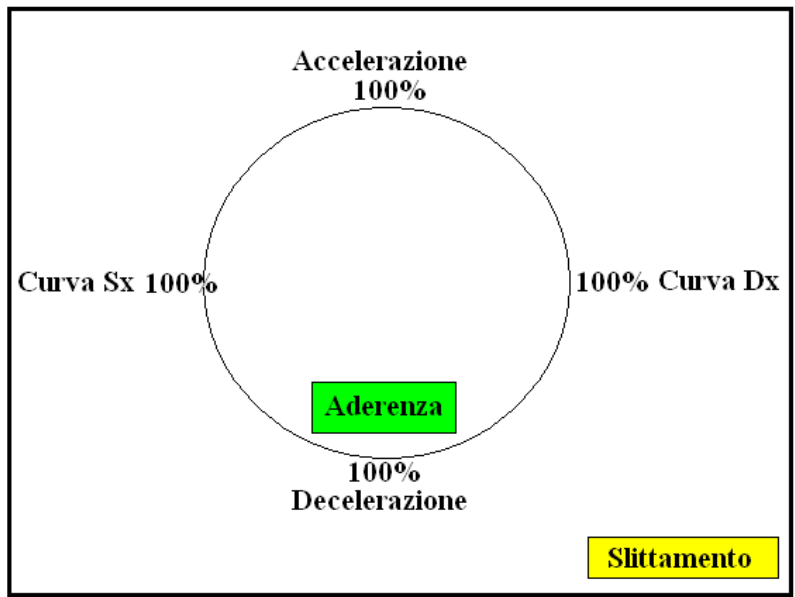 Accelerazione
100%
Curva Sx 100%
100% Curva Dx
Aderenza
100%
Decelerazione
Slittamento